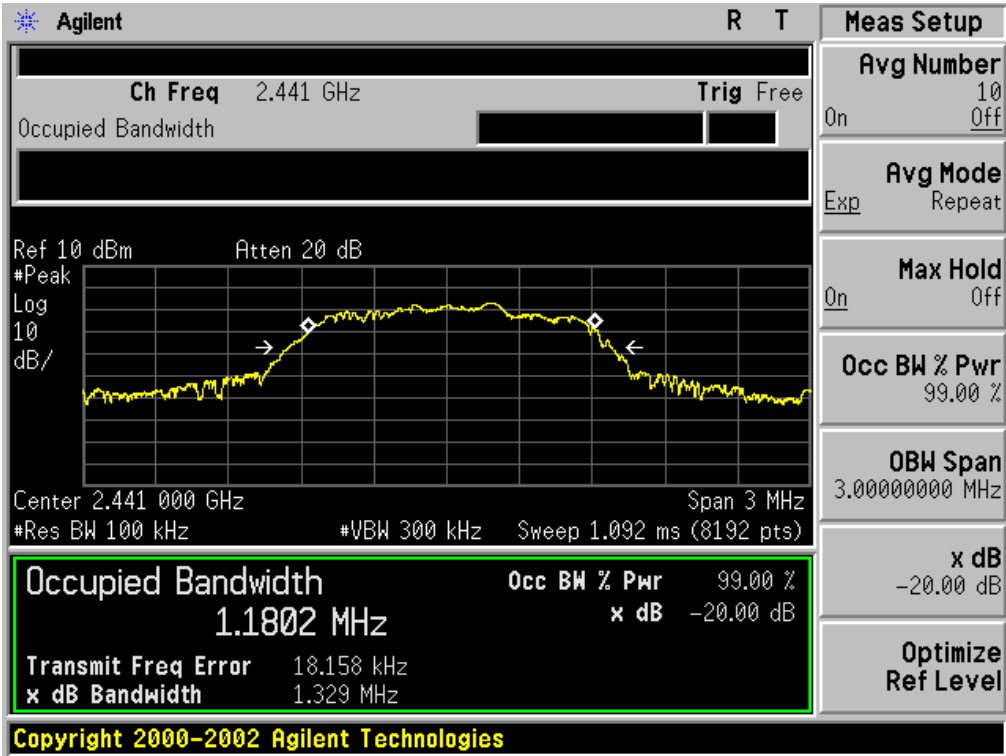 Agilent R T
Ch Freq 2.441 GHz Trig Free
Occupied Bandwidth
Ref 10 dBm Atten 20 dB
#Peak
Log
10
dB/
Center 2.441 000 GHz Span 3 MHz
#Res BW 100 kHz #VBW 300 kHz Sweep 1.092 ms (8192 pts)
Occupied Bandwidth
1.1802 MHz
Occ BW % Pwr 99.00 %
x dB -20.00 dB
Transmit Freq Error 18.158 kHz
x dB Bandwidth 1.329 MHz
Copyright 2000-2002 Agilent Technologies
Meas Setup
Avg Number
10
On Off
Avg Mode
Exp Repeat
Max Hold
On Off
Occ BW % Pwr
99.00 %
OBW Span
3.00000000 MHz
x dB
-20.00 dB
Optimize
Ref Level